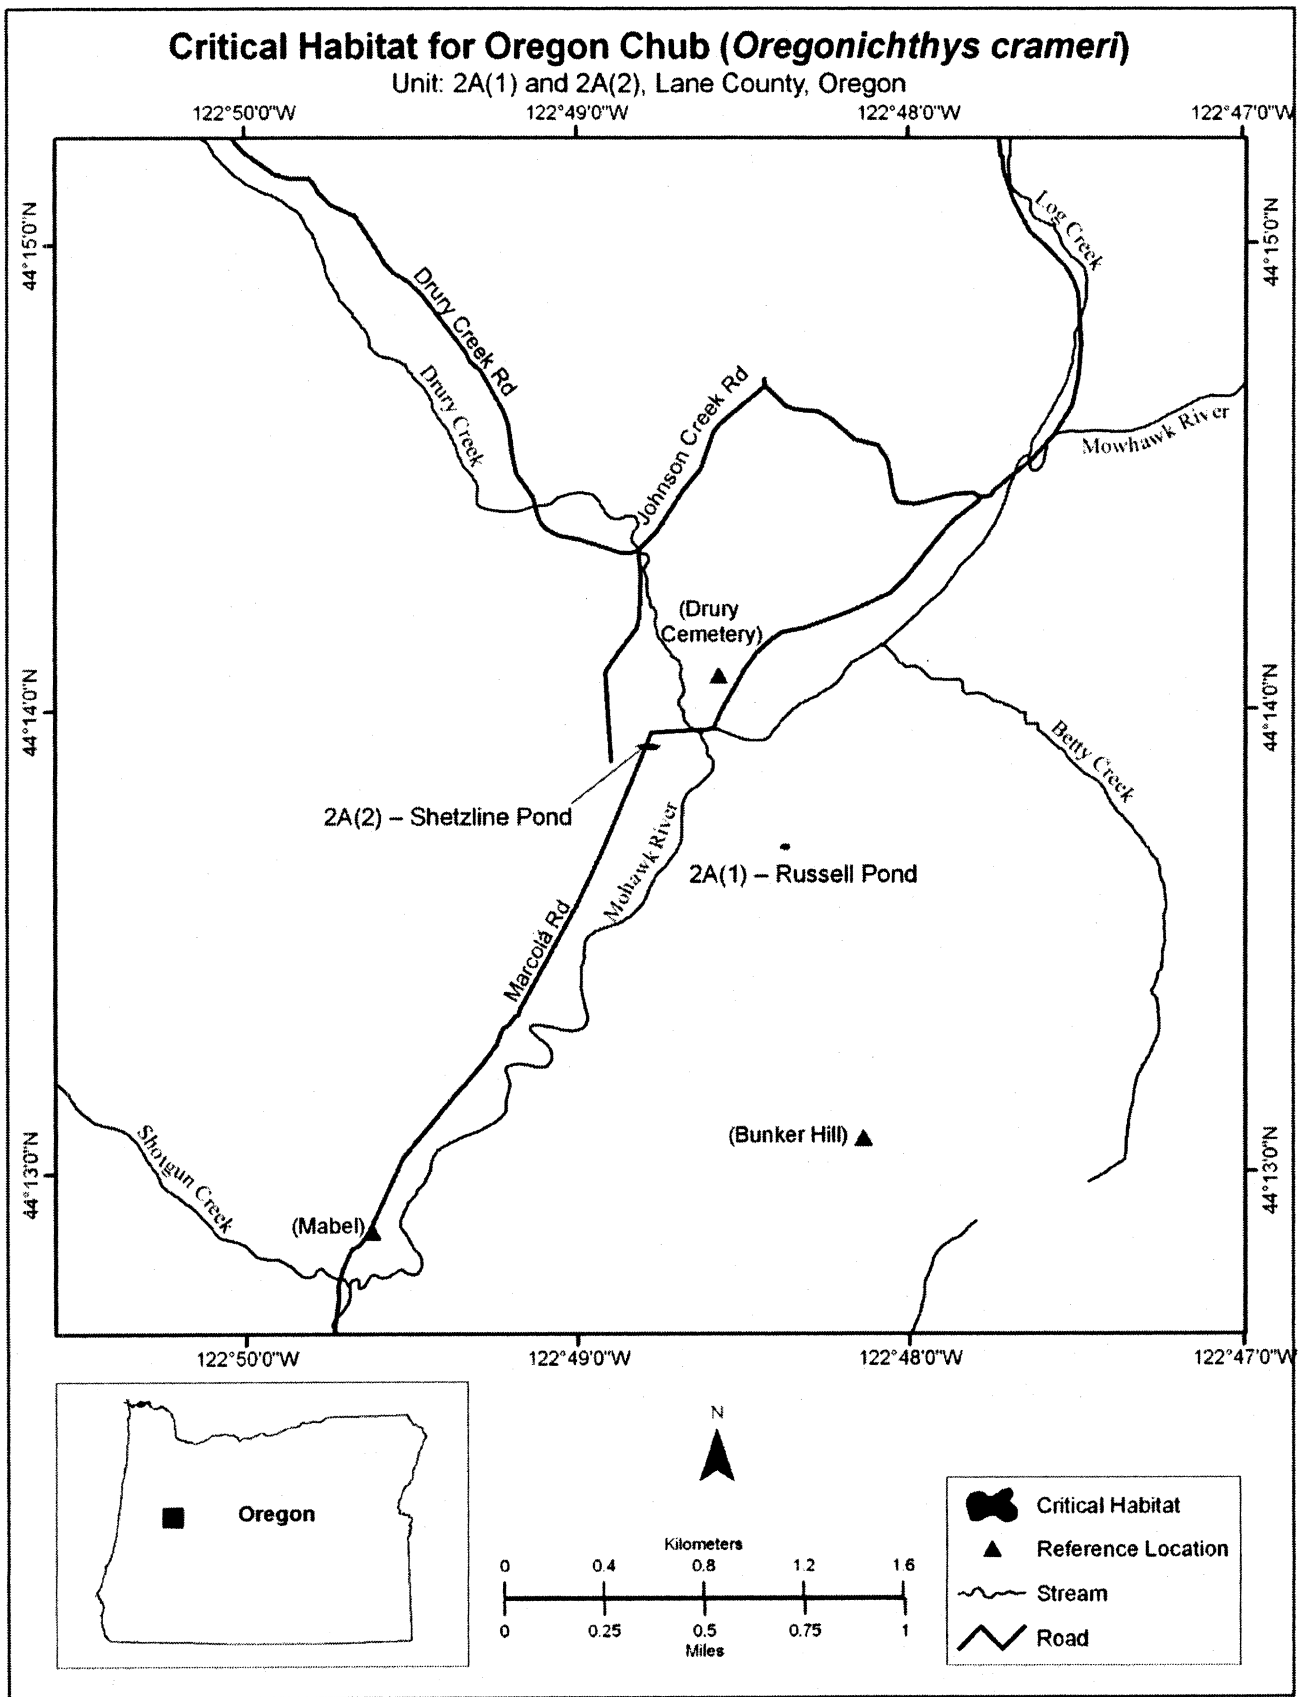 Critical Habitat for Oregon Chub (Oregonichthys crameri)
Unit: 2A(1) and 2A(2), Lane County, Oregon
122°50'0"W 122°49'0"W 122°48'0"W 122°47'0"W
44°15'0"N
44°15'0"N
Log Creek
Drury Creek Rd
Drury Creek
Johnson Creek Rd
Mowhawk River
(Drury
Cemetery)
44°14'0"N
44°14'0"N
Betty Creek
2A(2) – Shetzline Pond
Mohawk River
2A(1) – Russell Pond
Marcola Rd
(Bunker Hill)
44°13'0"N
44°13'0"N
Shotgun Creek
(Mabel)
122°50'0"W 122°49'0"W 122°48'0"W 122°47'0"W
Oregon
N
Kilometers
0 0.4 0.8 1.2 1.6
0 0.25 0.5 0.75 1
Miles
Critical Habitat
Reference Location
Stream
Road